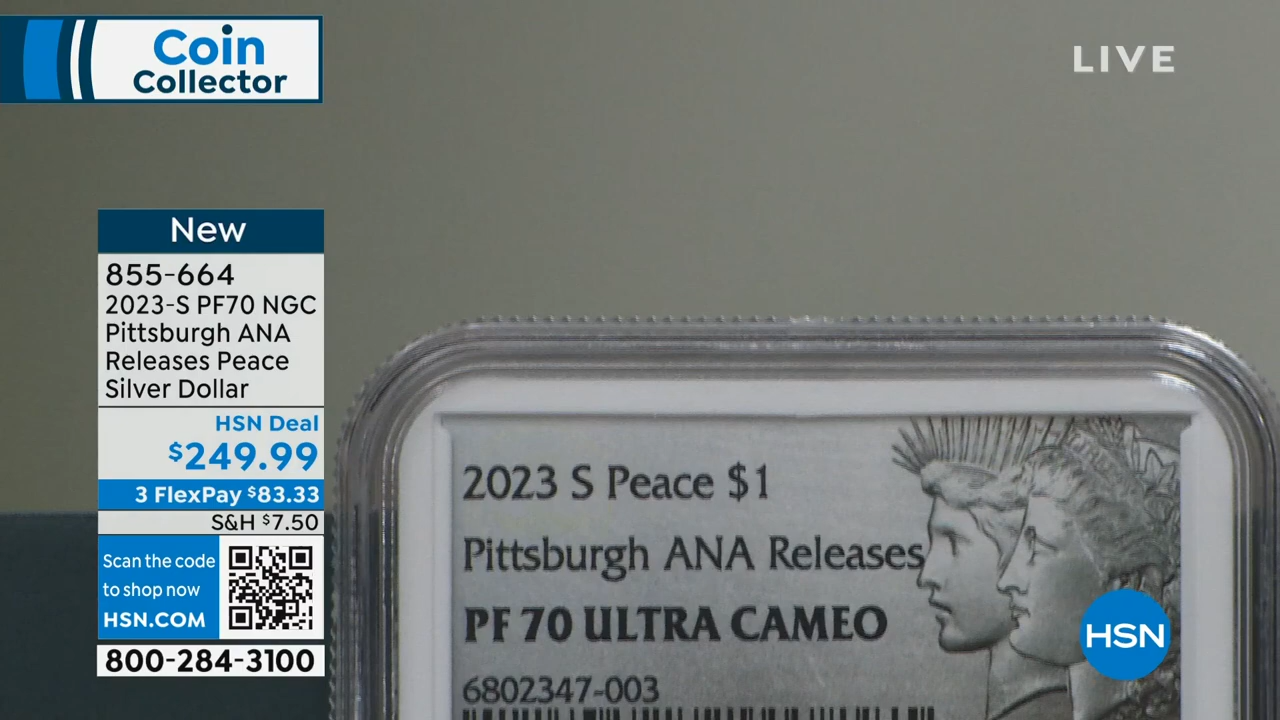 Coin
Collector
LIVE
New
855-664
2023-S PF70 NGC
Pittsburgh ANA
Releases Peace
Silver Dollar
HSN Deal
$249.99
3 FlexPay $83.33
S&H $7.50
Scan the code
to shop now
HSN.COM
800-284-3100
2023 S Peace $1
Pittsburgh ANA Releases
PF 70 ULTRA CAMEO
6802347-003
HSN